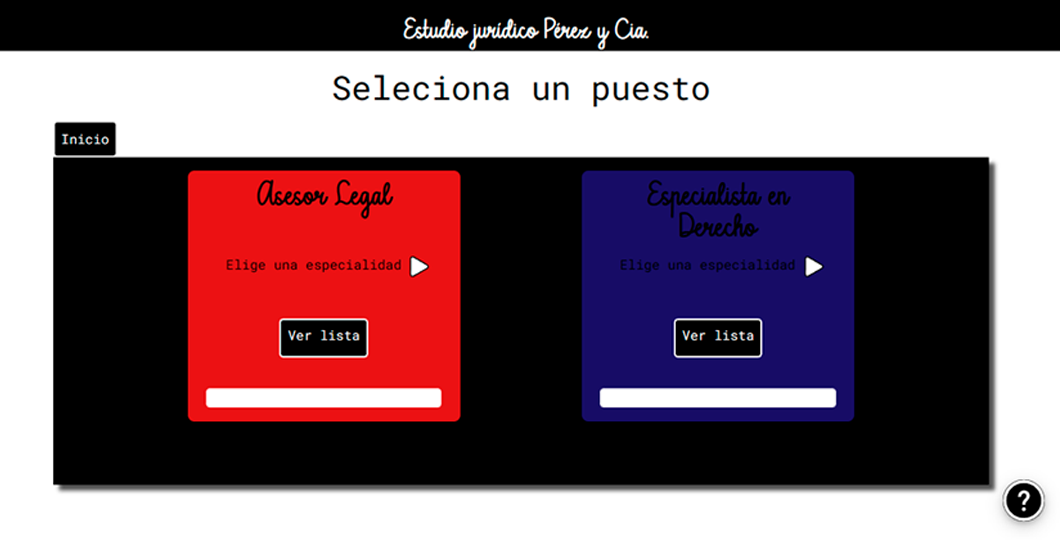 Estudio jurídico Pérez y Cia.
Seleciona un puesto
Inicio
Asesor Legal
Elige una especialidad
Ver lista
Especialista en
Derecho
Elige una especialidad
Ver lista
?